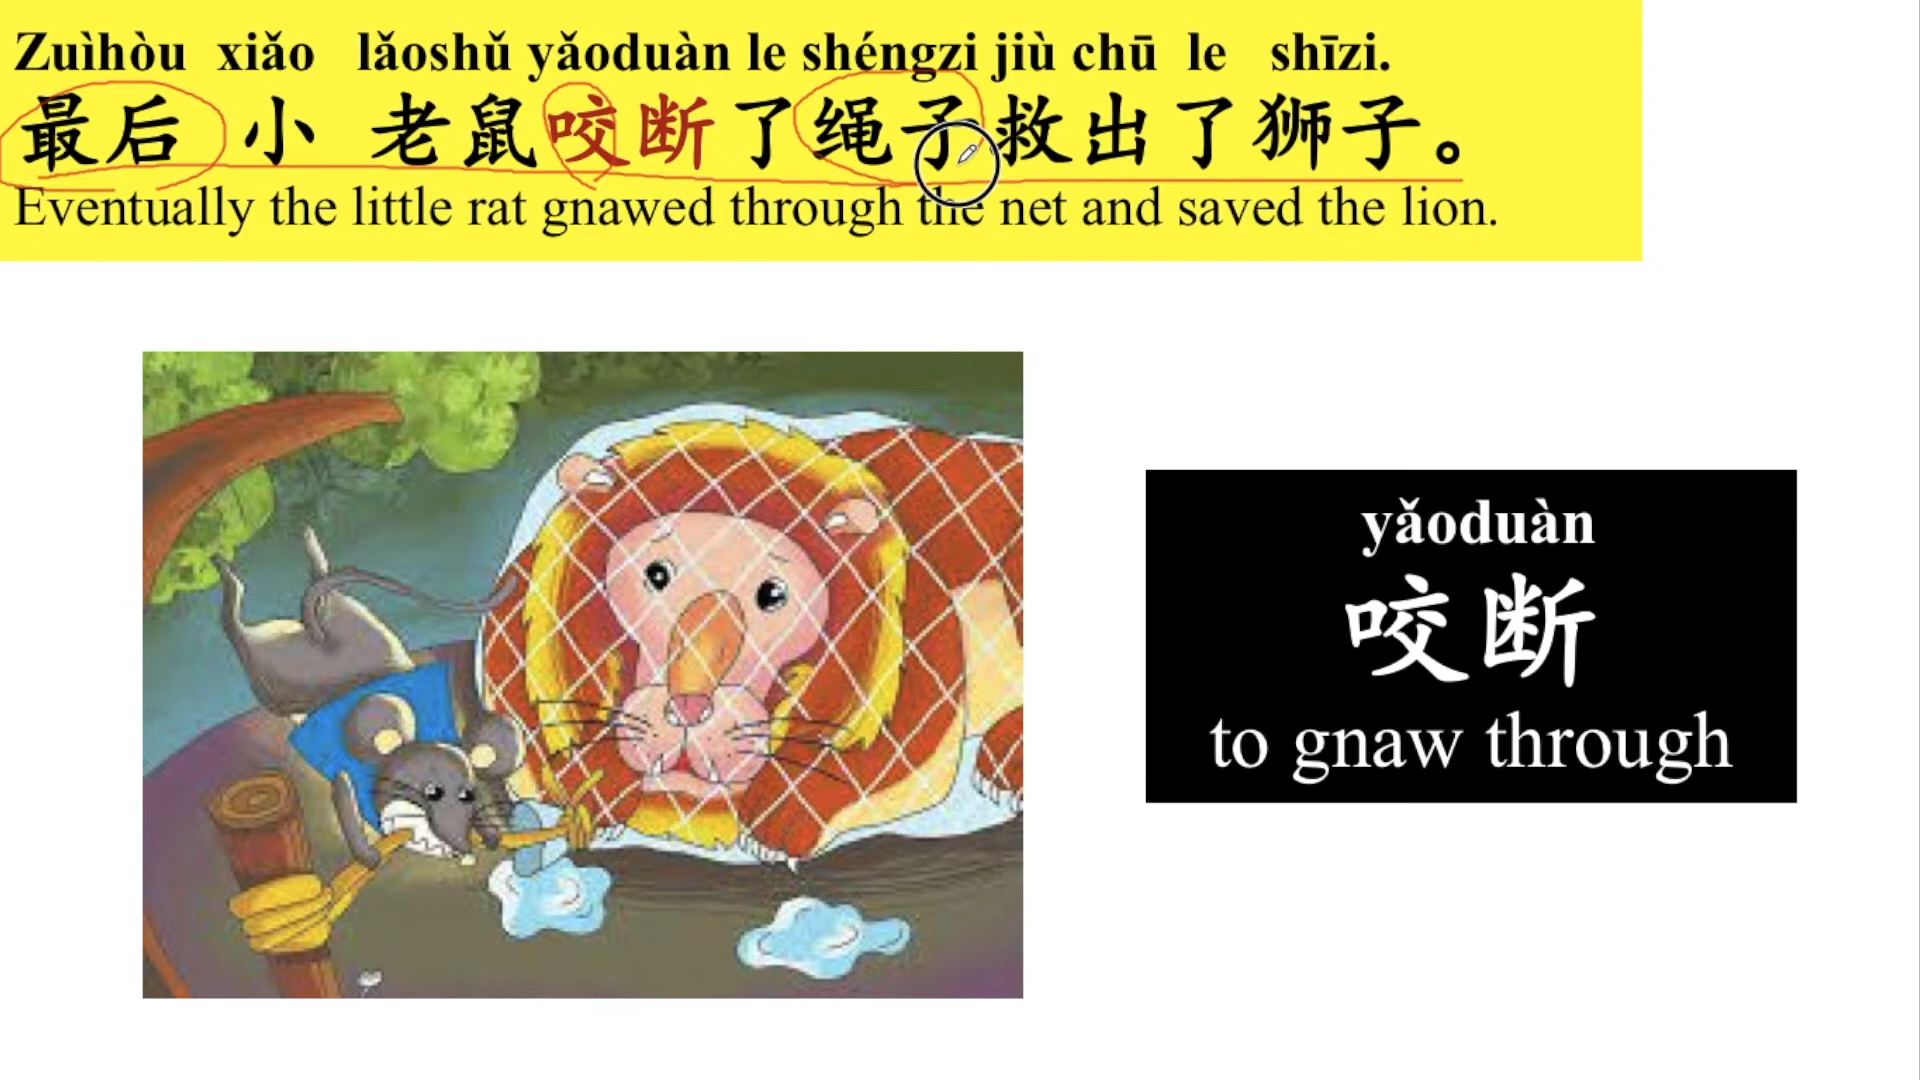 Zuìhòu xiǎo lǎoshǔ yǎoduàn le shéngzi jiù chū le shīzi.
最后 小 老鼠咬断了绳子救出了狮子。
Eventually the little rat gnawed through the net and saved the lion.
yǎoduàn
咬断
to gnaw through